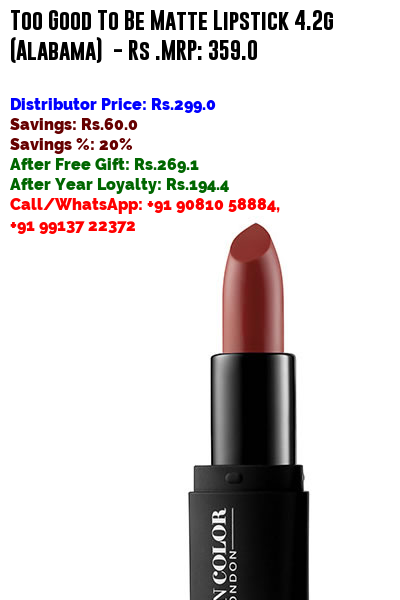 Too Good To Be Matte Lipstick 4.2g
(Alabama) - Rs .MRP: 359.0
Distributor Price: Rs.299.0
Savings: Rs.60.0
Savings %: 20%
After Free Gift: Rs.269.1
After Year Loyalty: Rs.194.4
Call/WhatsApp: +91 90810 58884,
+91 99137 22372
N COLOR
ONDON